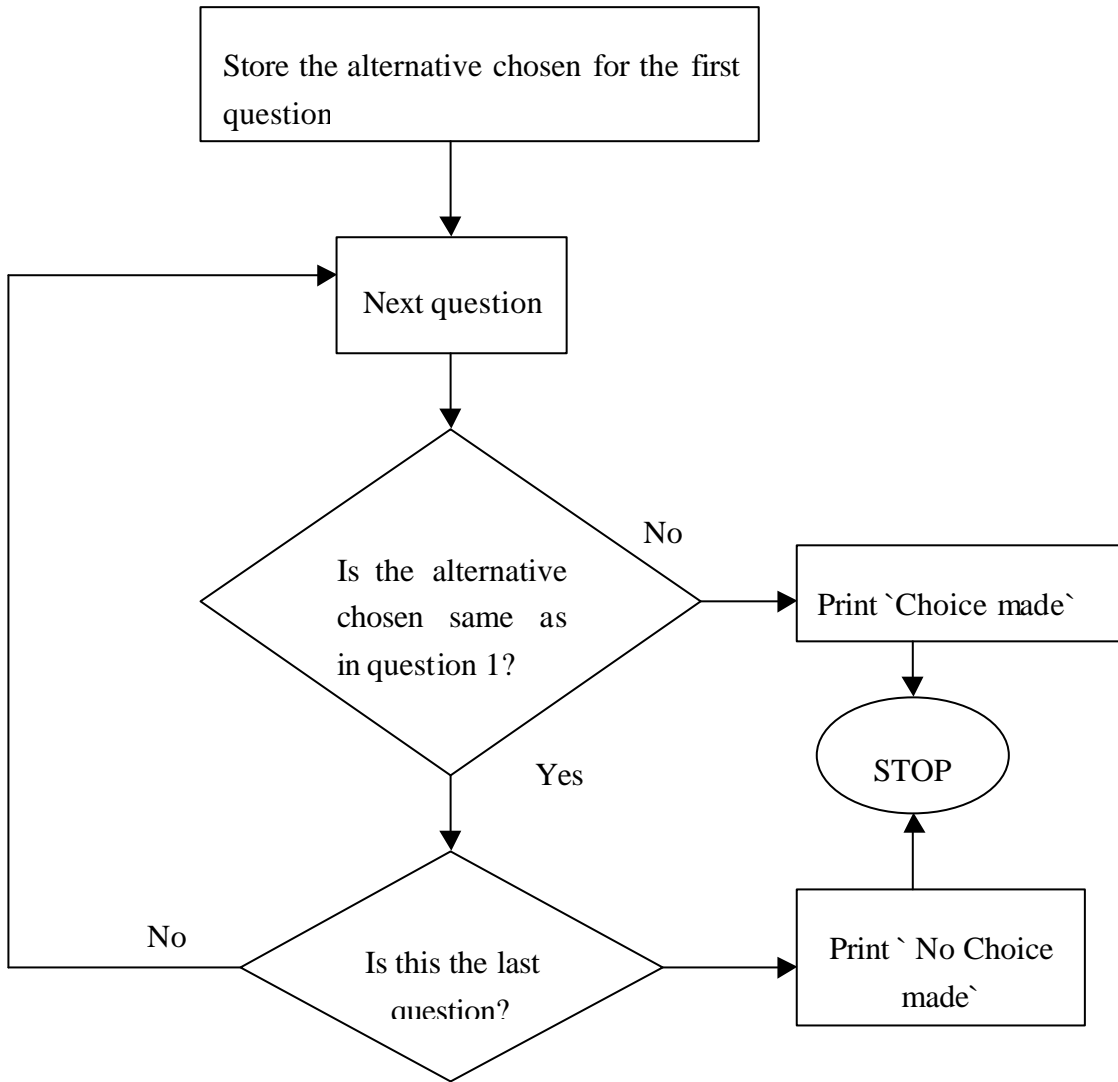 Store the alternative chosen for the first
question
Next question
No
Is the alternative
chosen same as
in question 1?
Print `Choice made`
Yes
STOP
No
Is this the last
question?
Print ` No Choice
made`